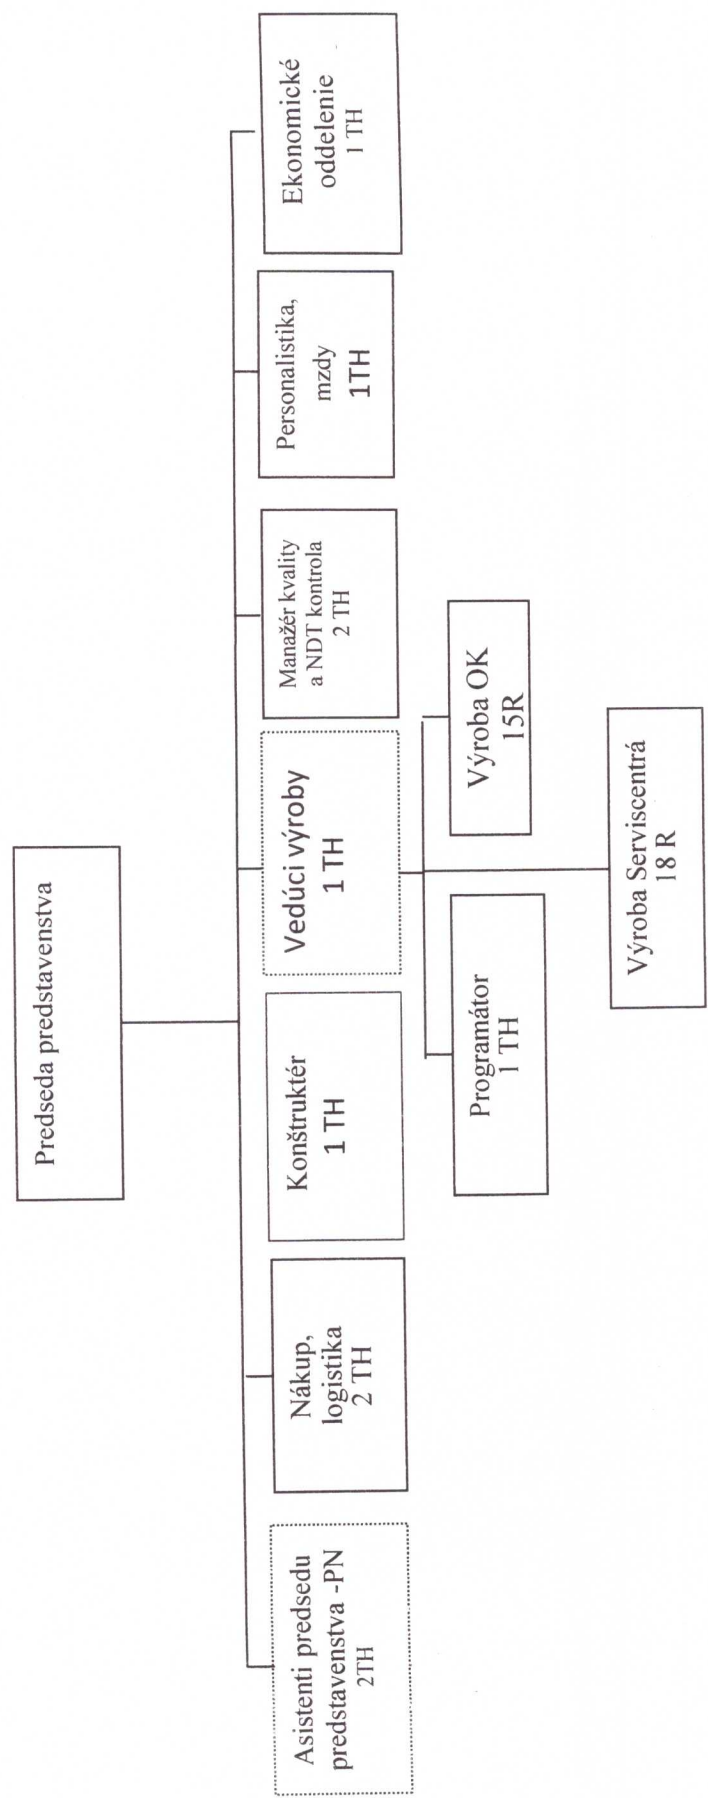 Predseda predstavenstva
Asistenti predsedu
predstavenstva -PN
2TH
Nákup,
logistika
2 TH
Konštruktér
1 TH
Vedúci výroby
1 TH
Manažér kvality
a NDT kontrola
2 TH
Personalistika,
mzdy
1TH
Ekonomické
oddelenie
1 TH
Programátor
1 TH
Výroba OK
15R
Výroba Serviscentrá
18 R